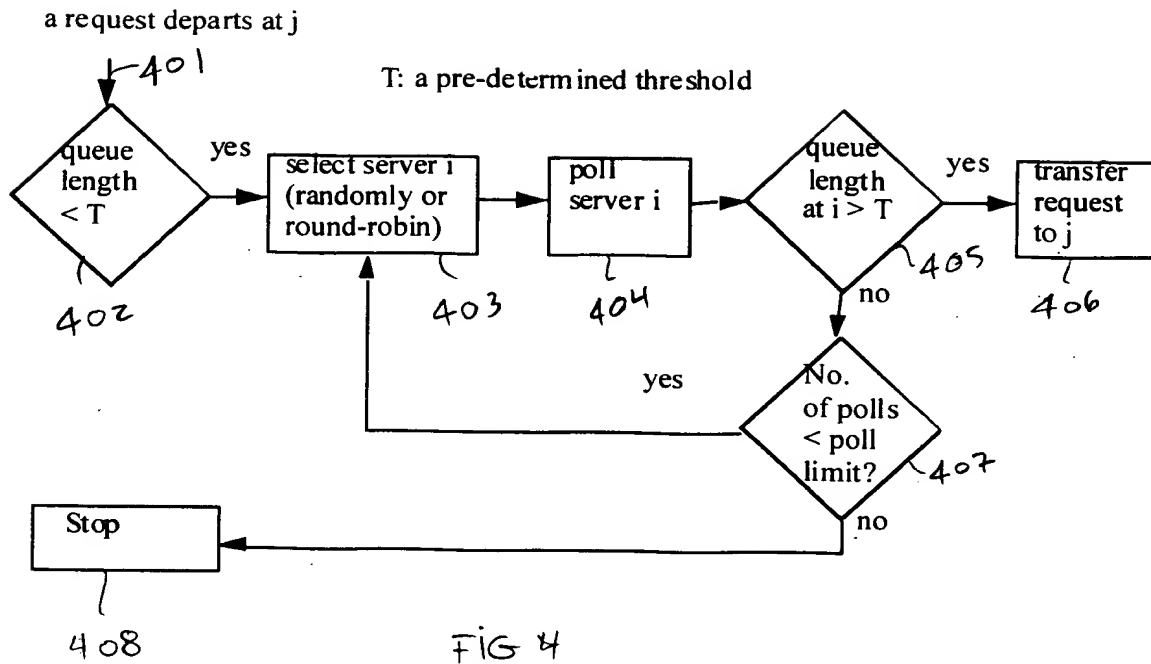 a request departs at j
401
T: a pre-determined threshold
queue
length
< T
402
yes
select server i
(randomly or
round-robin)
403
poll
server i
404
queue
length
at i > T
405
yes
transfer
request
to j
406
no
No.
of polls
< poll
limit?
407
yes
no
Stop
408
FIG 4